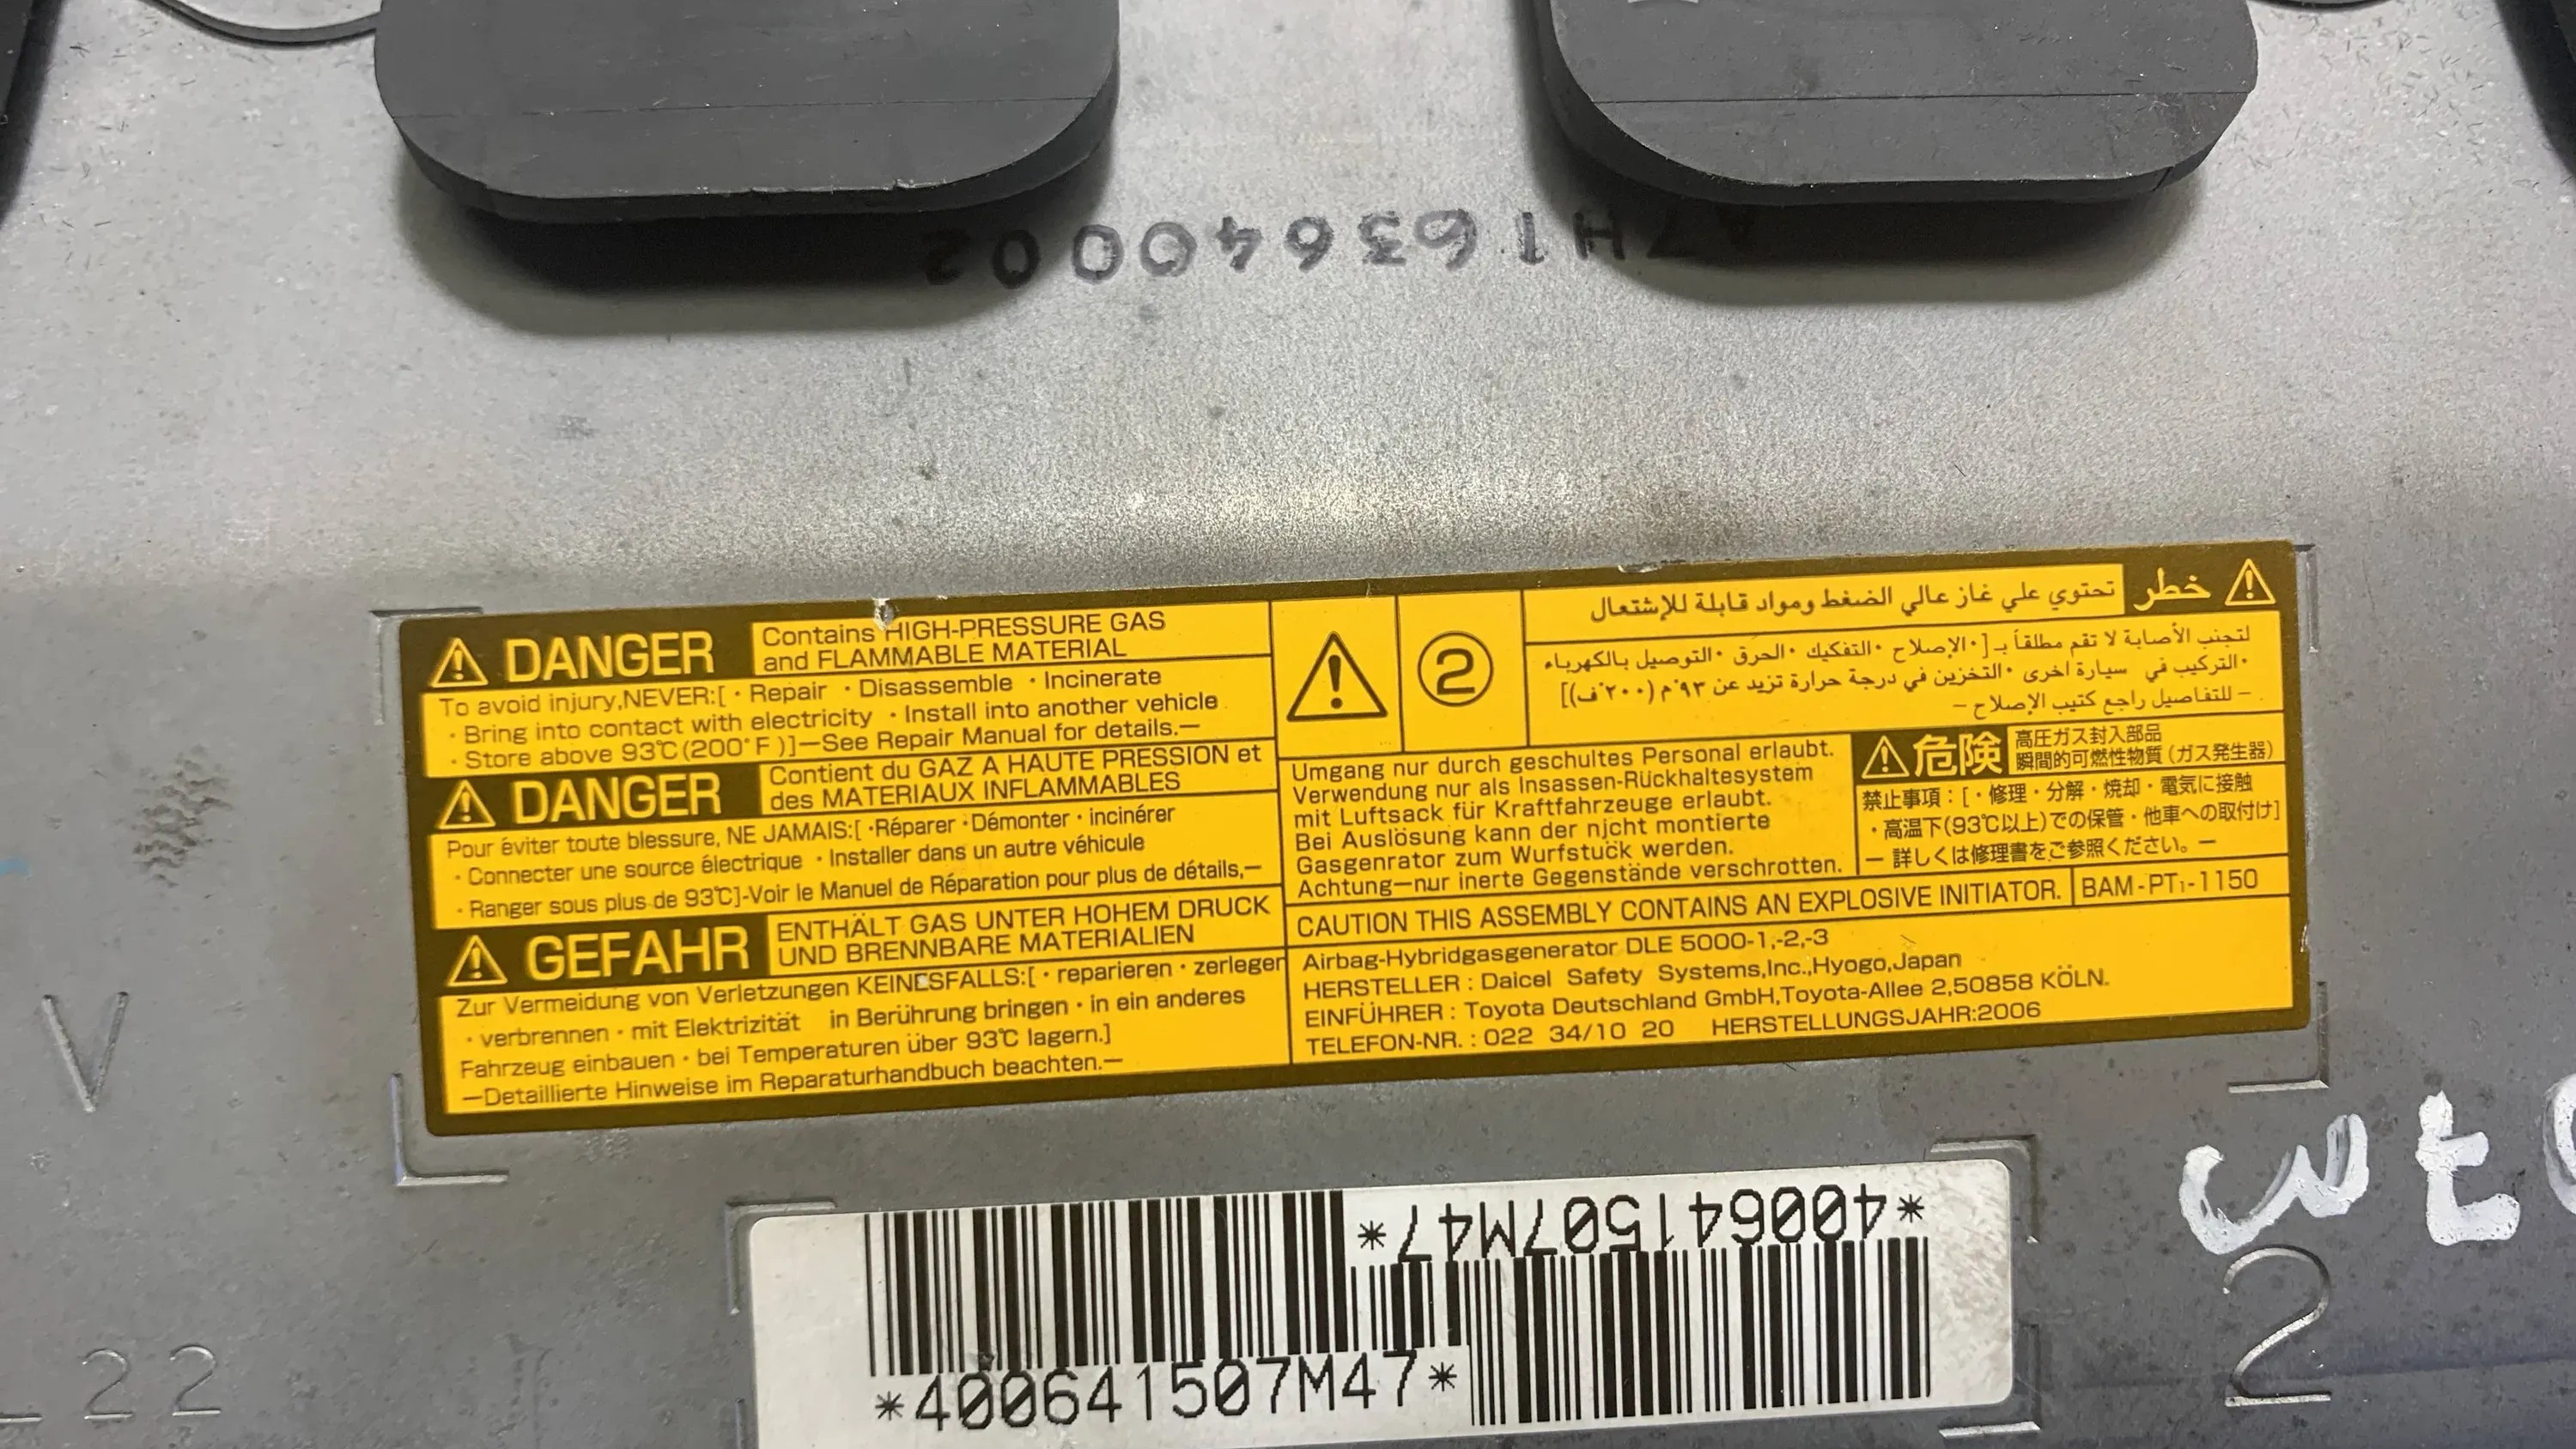 A7H163640002
DANGER
Contains HIGH-PRESSURE GAS
and FLAMMABLE MATERIAL
To avoid injury,NEVER:[ ・Repair ・Disassemble ・Incinerate
・Bring into contact with electricity ・Install into another vehicle
・Store above 93℃(200°F )]—See Repair Manual for details.—
DANGER
Contient du GAZ A HAUTE PRESSION et
des MATERIAUX INFLAMMABLES
Pour éviter toute blessure, NE JAMAIS:[ ・Réparer ・Démonter ・incinérer
・Connecter une source électrique ・Installer dans un autre véhicule
・Ranger sous plus de 93℃]-Voir le Manuel de Réparation pour plus de détails,—
GEFAHR
ENTHÄLT GAS UNTER HOHEM DRUCK
UND BRENNBARE MATERIALIEN
Zur Vermeidung von Verletzungen KEINESFALLS:[ ・reparieren ・zerlegen
・verbrennen ・mit Elektrizität in Berührung bringen ・in ein anderes
Fahrzeug einbauen ・bei Temperaturen über 93℃ lagern.]
—Detaillierte Hinweise im Reparaturhandbuch beachten.—
②
خطر
تحتوي علي غاز عالي الضغط ومواد قابلة للإشتعال
لتجنب الأصابة لا تقم مطلقاً بـ [ ・الإصلاح ・التفكيك ・الحرق ・التوصيل بالكهرباء
・التركيب في سيارة اخرى ・التخزين في درجة حرارة تزيد عن ٩٣°م (٢٠٠°ف)]
– للتفاصيل راجع كتيب الإصلاح –
Umgang nur durch geschultes Personal erlaubt.
Verwendung nur als Insassen-Rückhaltesystem
mit Luftsack für Kraftfahrzeuge erlaubt.
Bei Auslösung kann der nicht montierte
Gasgenrator zum Wurfstück werden.
Achtung—nur inerte Gegenstände verschrotten.
危険
高圧ガス封入部品
瞬間的可燃性物質(ガス発生器)
禁止事項:[・修理・分解・焼却・電気に接触
・高温下(93℃以上)での保管・他車への取付け]
— 詳しくは修理書をご参照ください。—
CAUTION THIS ASSEMBLY CONTAINS AN EXPLOSIVE INITIATOR.
BAM-PT₁-1150
Airbag-Hybridgasgenerator DLE 5000-1,-2,-3
HERSTELLER : Daicel Safety Systems,Inc.,Hyogo,Japan
EINFÜHRER : Toyota Deutschland GmbH,Toyota-Allee 2,50858 KÖLN.
TELEFON-NR. : 022 34/10 20 HERSTELLUNGSJAHR:2006
V
22
2
*400641507M47*
*400641507M47*